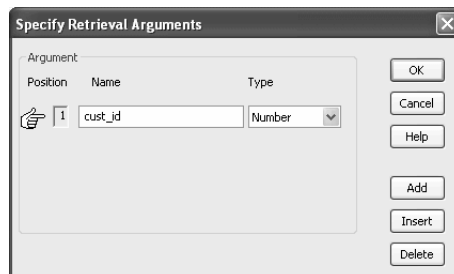 Specify Retrieval Arguments
Argument
Position Name Type
1 cust_id Number
OK
Cancel
Help
Add
Insert
Delete